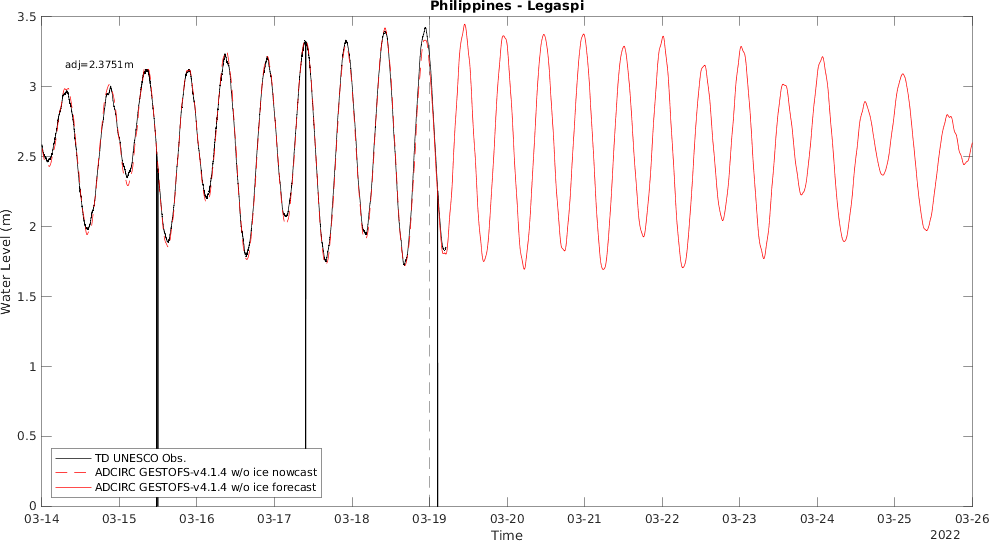 Philippines - Legaspi
3.5
3
2.5
2
1.5
1
0.5
0
Water Level (m)
adj=2.3751m
TD UNESCO Obs.
ADCIRC GESTOFS-v4.1.4 w/o ice nowcast
ADCIRC GESTOFS-v4.1.4 w/o ice forecast
03-14 03-15 03-16 03-17 03-18 03-19 03-20 03-21 03-22 03-23 03-24 03-25 03-26
Time
2022